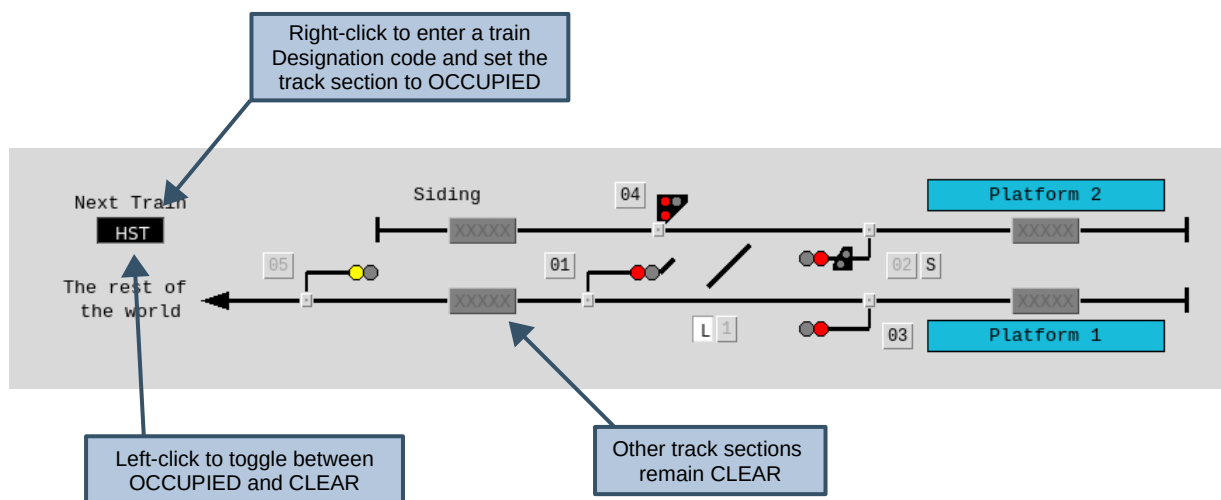 Right-click to enter a train
Designation code and set the
track section to OCCUPIED
Next Train
HST
Siding
04
Platform 2
XXXXX
XXXXX
05
01
02
S
The rest of
the world
XXXXX
XXXXX
L
1
03
Platform 1
Left-click to toggle between
OCCUPIED and CLEAR
Other track sections
remain CLEAR